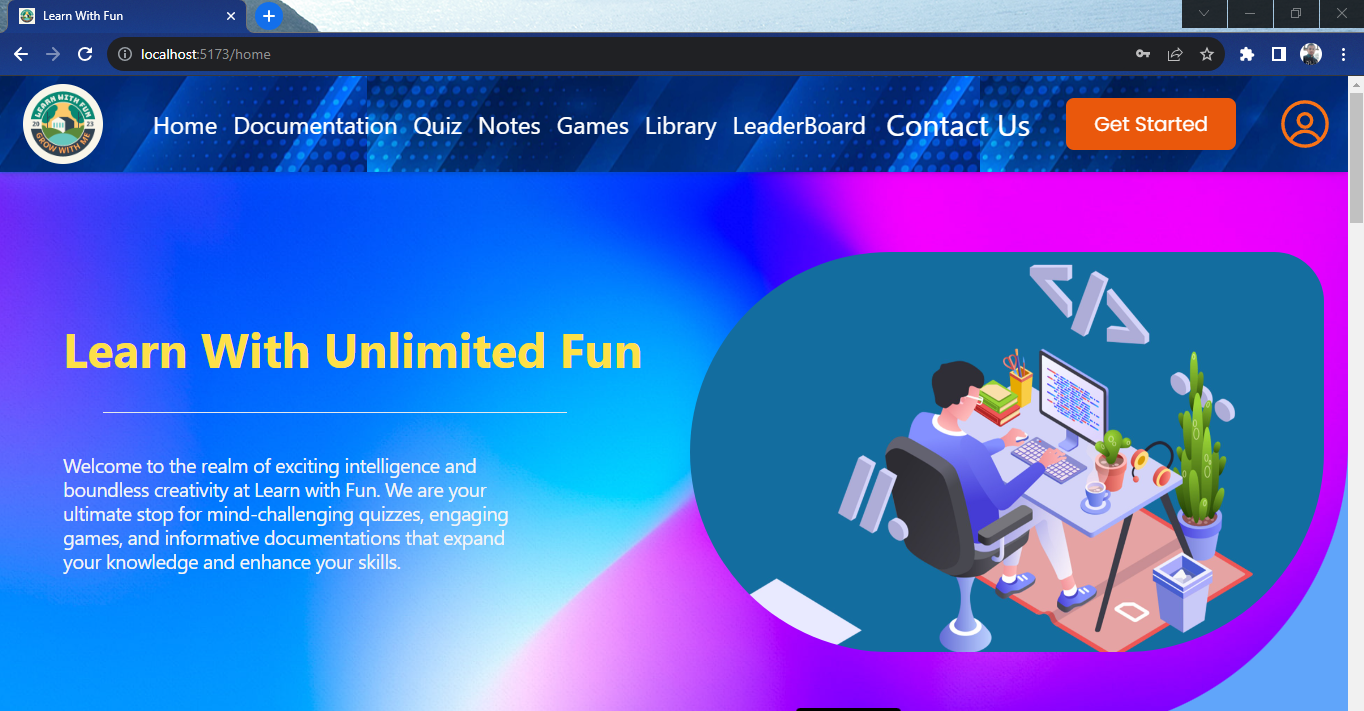 Learn With Fun
localhost:5173/home
LEARN WITH FUN
20 23
GROW WITH ME
Home Documentation Quiz Notes Games Library LeaderBoard Contact Us Get Started
Learn With Unlimited Fun
Welcome to the realm of exciting intelligence and
boundless creativity at Learn with Fun. We are your
ultimate stop for mind-challenging quizzes, engaging
games, and informative documentations that expand
your knowledge and enhance your skills.